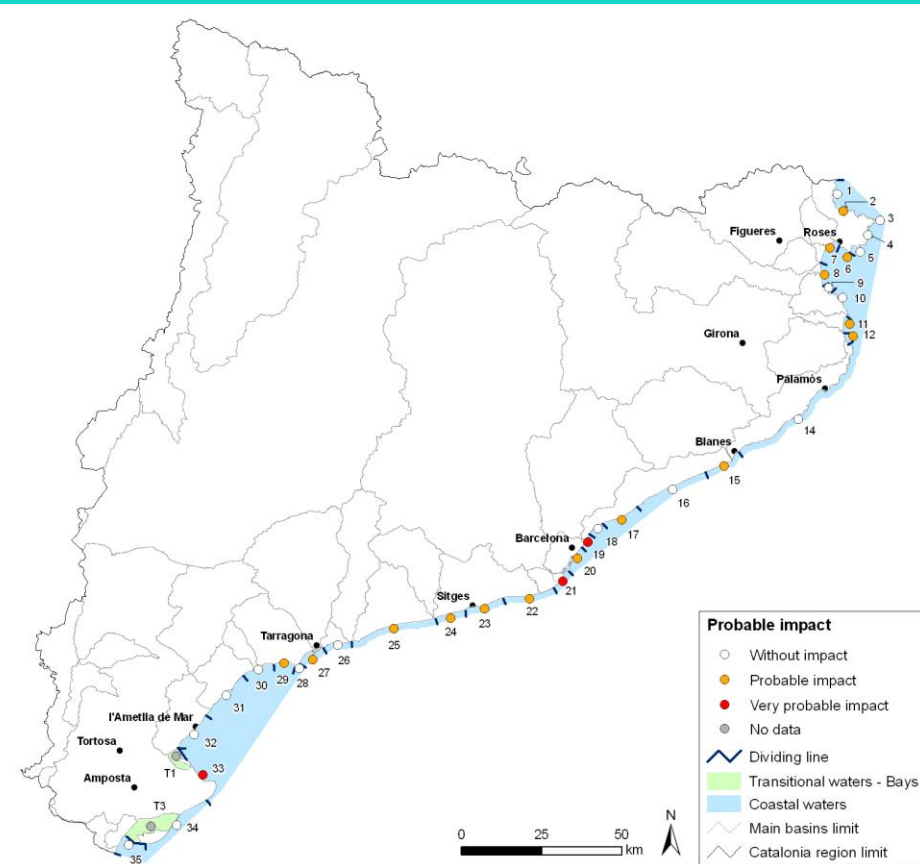 1
2
3
4
Figueres
Roses
5
7
6
8
9
10
11
12
Girona
Palamós
14
Blanes
15
16
17
18
Barcelona
19
20
21
Sitges
22
23
24
25
Tarragona
26
27
28
29
30
31
l'Ametlla de Mar
32
Tortosa
T1
33
Amposta
T3
34
35
N
0 25 50
km
Probable impact
Without impact
Probable impact
Very probable impact
No data
Dividing line
Transitional waters - Bays
Coastal waters
Main basins limit
Catalonia region limit